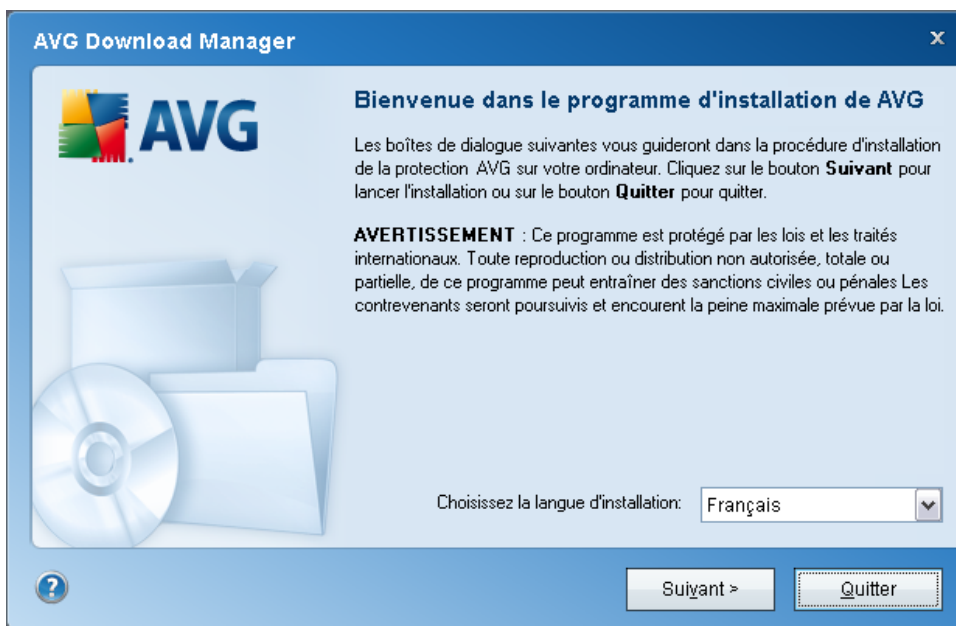 AVG Download Manager
x
AVG
Bienvenue dans le programme d'installation de AVG
Les boîtes de dialogue suivantes vous guideront dans la procédure d'installation
de la protection AVG sur votre ordinateur. Cliquez sur le bouton Suivant pour
lancer l'installation ou sur le bouton Quitter pour quitter.
AVERTISSEMENT : Ce programme est protégé par les lois et les traités
internationaux. Toute reproduction ou distribution non autorisée, totale ou
partielle, de ce programme peut entraîner des sanctions civiles ou pénales Les
contrevenants seront poursuivis et encourent la peine maximale prévue par la loi.
Choisissez la langue d'installation: Français
? Suivant > Quitter